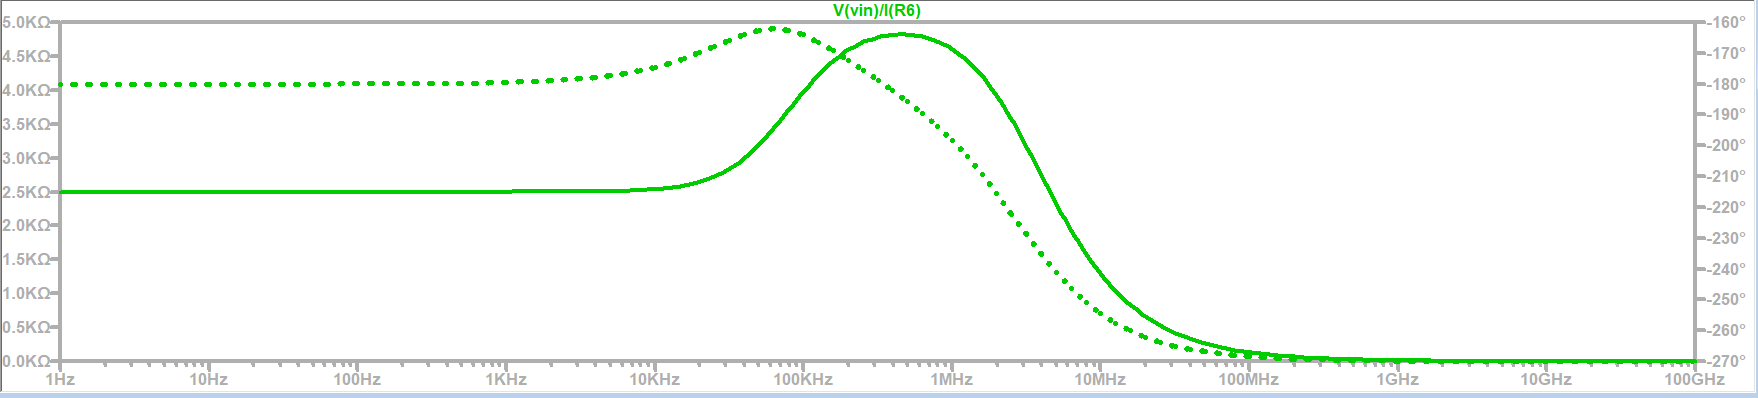 V(vin)/I(R6)
5.0KΩ
4.5KΩ
4.0KΩ
3.5KΩ
3.0KΩ
2.5KΩ
2.0KΩ
1.5KΩ
1.0KΩ
0.5KΩ
0.0KΩ
-160°
-170°
-180°
-190°
-200°
-210°
-220°
-230°
-240°
-250°
-260°
-270°
1Hz 10Hz 100Hz 1KHz 10KHz 100KHz 1MHz 10MHz 100MHz 1GHz 10GHz 100GHz